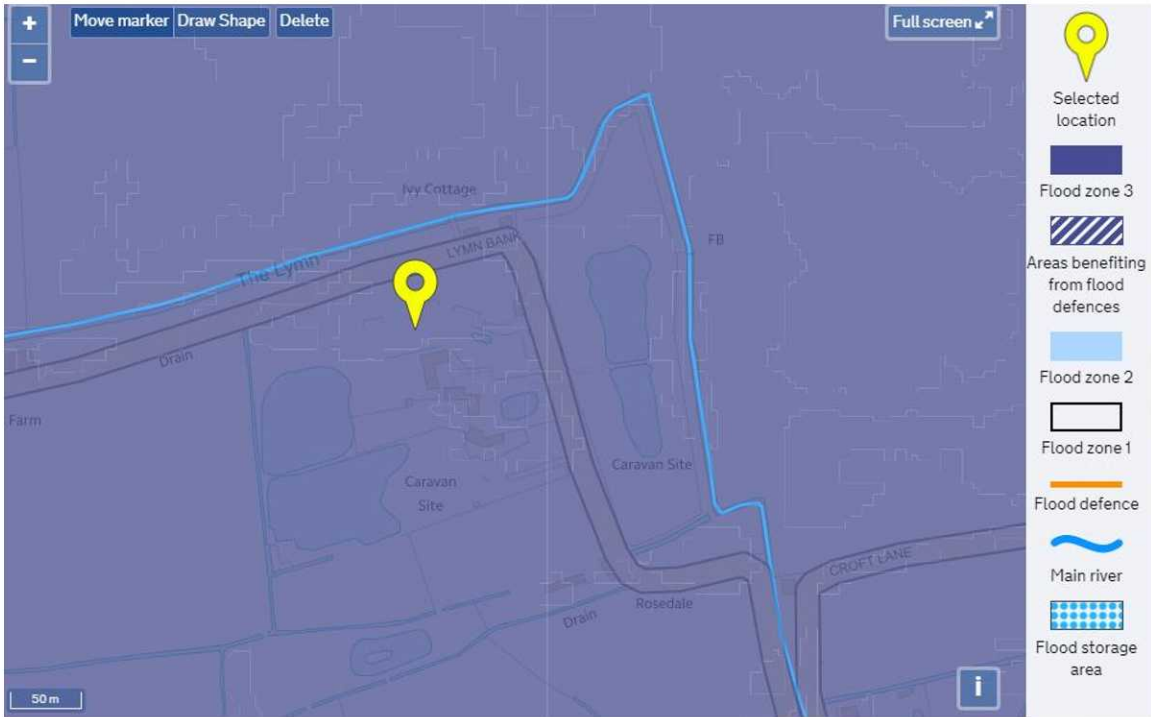 +
−
Move marker
Draw Shape
Delete
Full screen
Ivy Cottage
The Lymn
LYMN BANK
FB
Drain
Farm
Caravan
Site
Caravan Site
CROFT LANE
Rosedale
Drain
50 m
i
Selected
location
Flood zone 3
Areas benefiting
from flood
defences
Flood zone 2
Flood zone 1
Flood defence
Main river
Flood storage
area